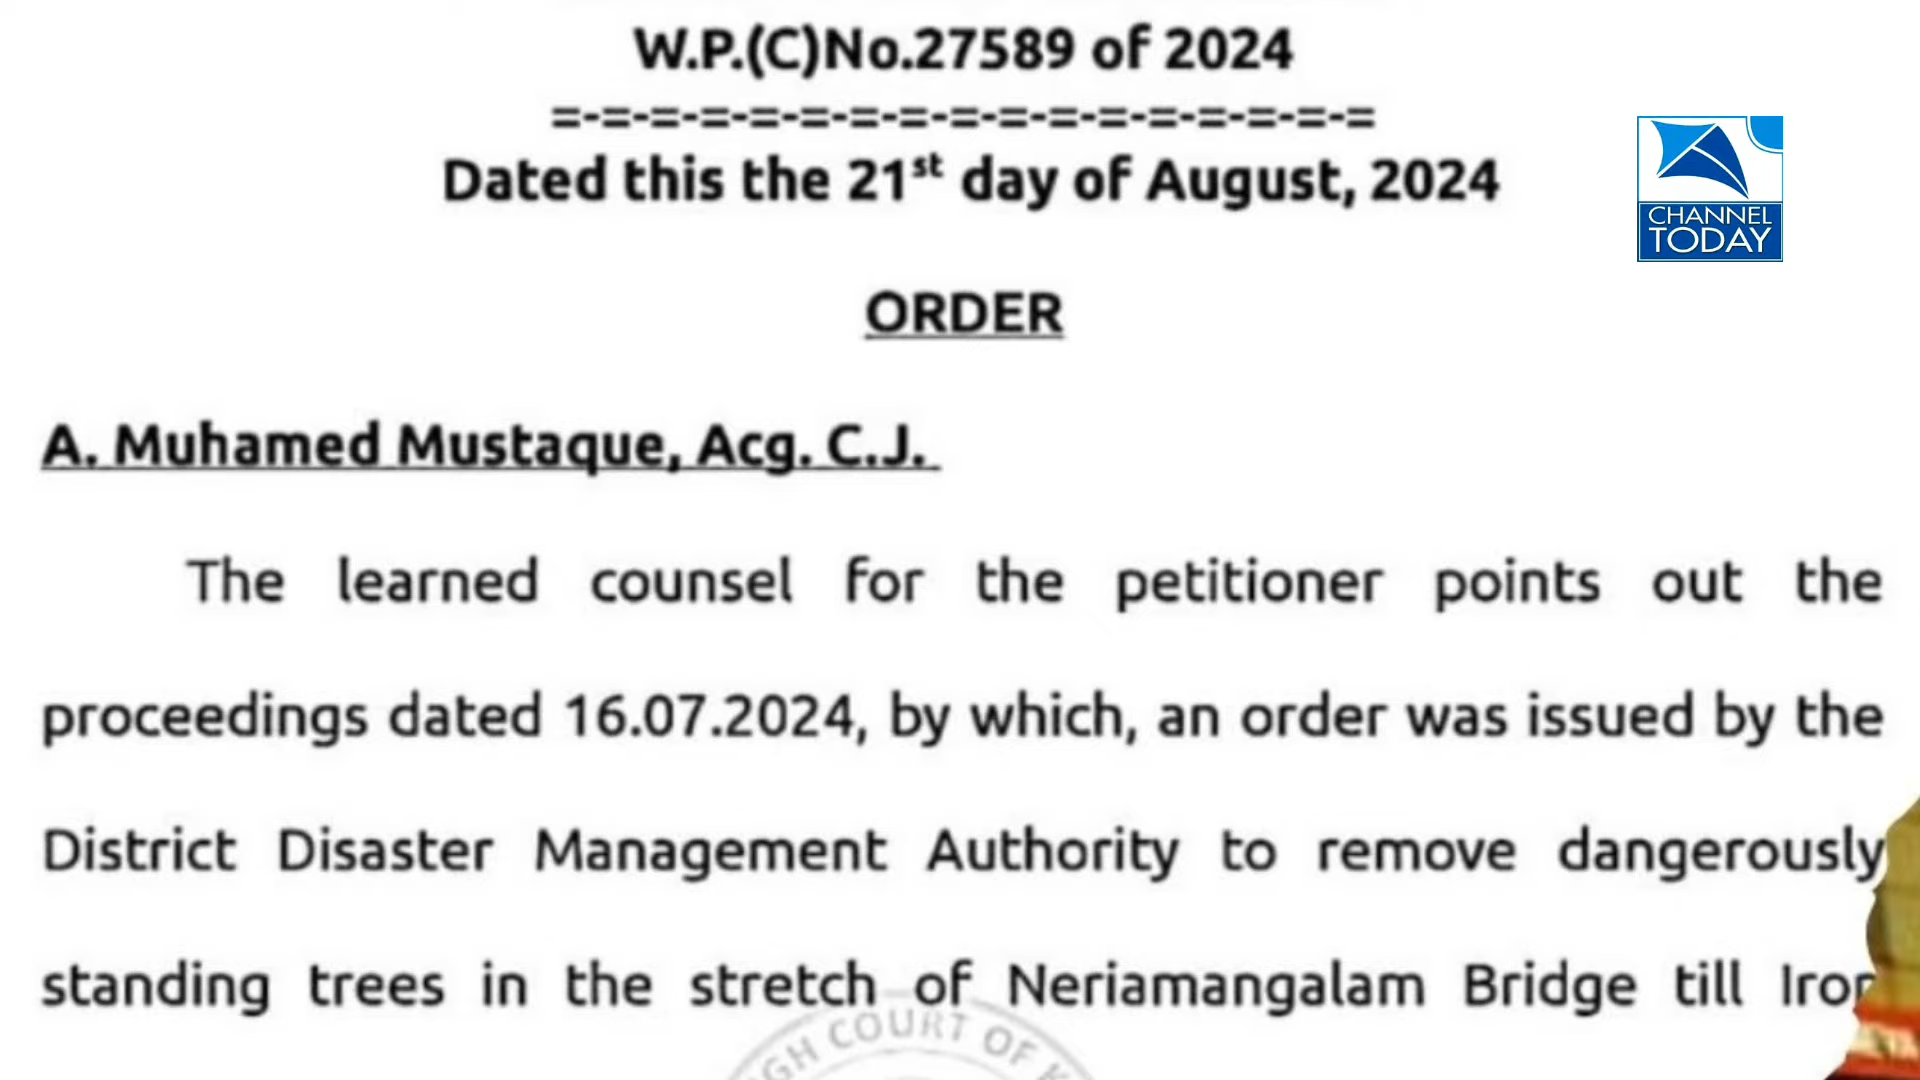 W.P.(C)No.27589 of 2024
=-=-=-=-=-=-=-=-=-=-=-=-=-=-=-=-=
Dated this the 21st day of August, 2024
CHANNEL
TODAY
ORDER
A. Muhamed Mustaque, Acg. C.J.
The learned counsel for the petitioner points out the
proceedings dated 16.07.2024, by which, an order was issued by the
District Disaster Management Authority to remove dangerously
standing trees in the stretch of Neriamangalam Bridge till Iron
COURT OF